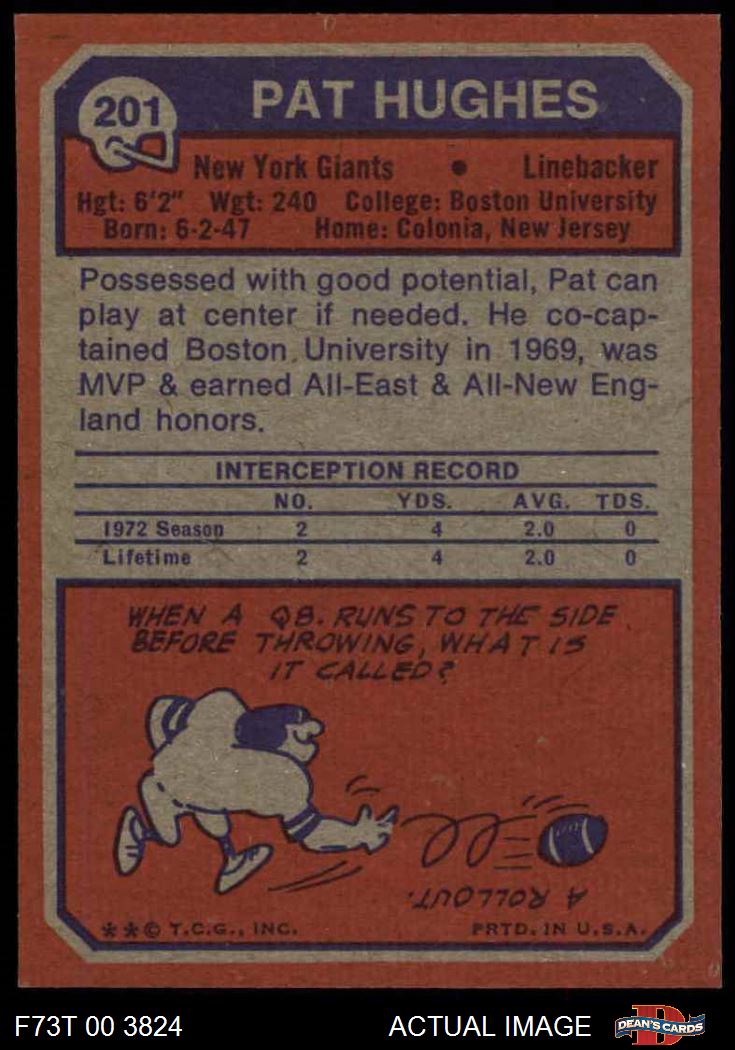 201
PAT HUGHES
New York Giants • Linebacker
Hgt: 6'2" Wgt: 240 College: Boston University
Born: 6-2-47 Home: Colonia, New Jersey
Possessed with good potential, Pat can
play at center if needed. He co-cap-
tained Boston University in 1969, was
MVP & earned All-East & All-New Eng-
land honors.
INTERCEPTION RECORD
NO. YDS. AVG. TDS.
1972 Season 2 4 2.0 0
Lifetime 2 4 2.0 0
WHEN A QB. RUNS TO THE SIDE
BEFORE THROWING, WHAT IS
IT CALLED?
A ROLLOUT.
**© T.C.G., INC. PRTD. IN U.S.A.
F73T 00 3824 ACTUAL IMAGE D DEAN'S CARDS